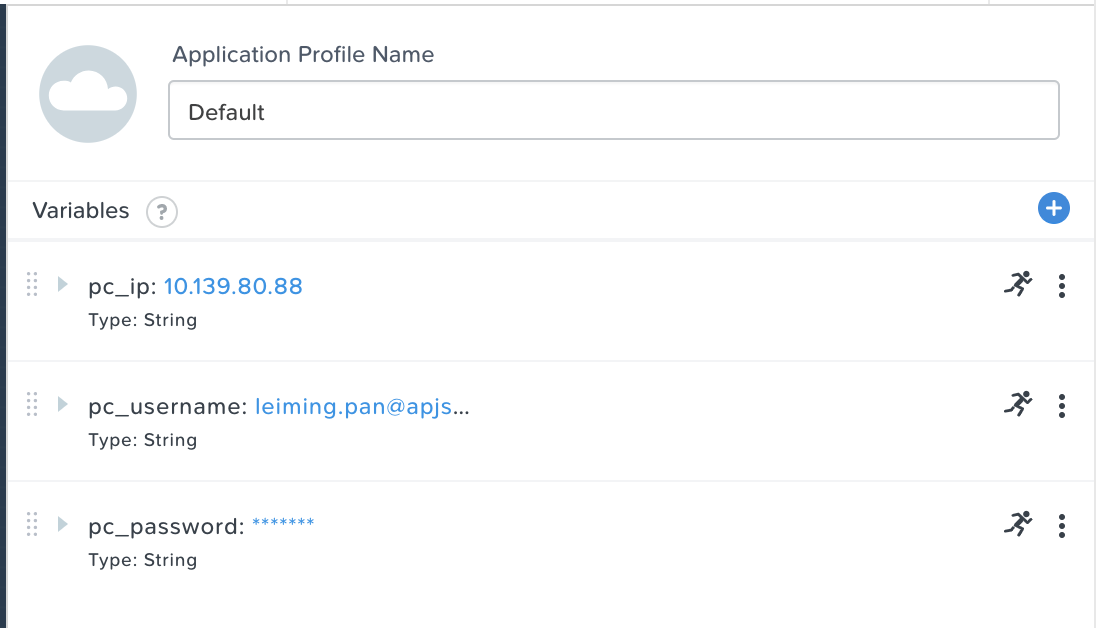 Application Profile Name
Default
Variables ?
pc_ip: 10.139.80.88
Type: String
pc_username: leiming.pan@apjs...
Type: String
pc_password: *******
Type: String